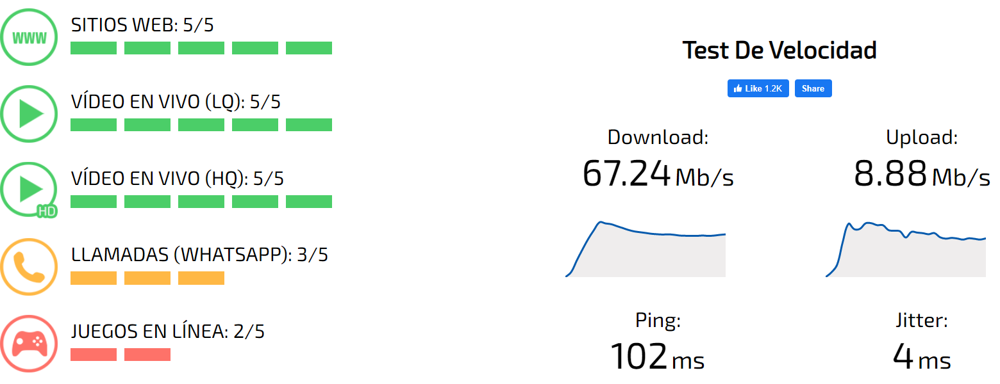 www
SITIOS WEB: 5/5
VÍDEO EN VIVO (LQ): 5/5
VÍDEO EN VIVO (HQ): 5/5
HD
LLAMADAS (WHATSAPP): 3/5
JUEGOS EN LÍNEA: 2/5
Test De Velocidad
Like 1.2K Share
Download: Upload:
67.24 Mb/s 8.88 Mb/s
Ping: Jitter:
102 ms 4 ms